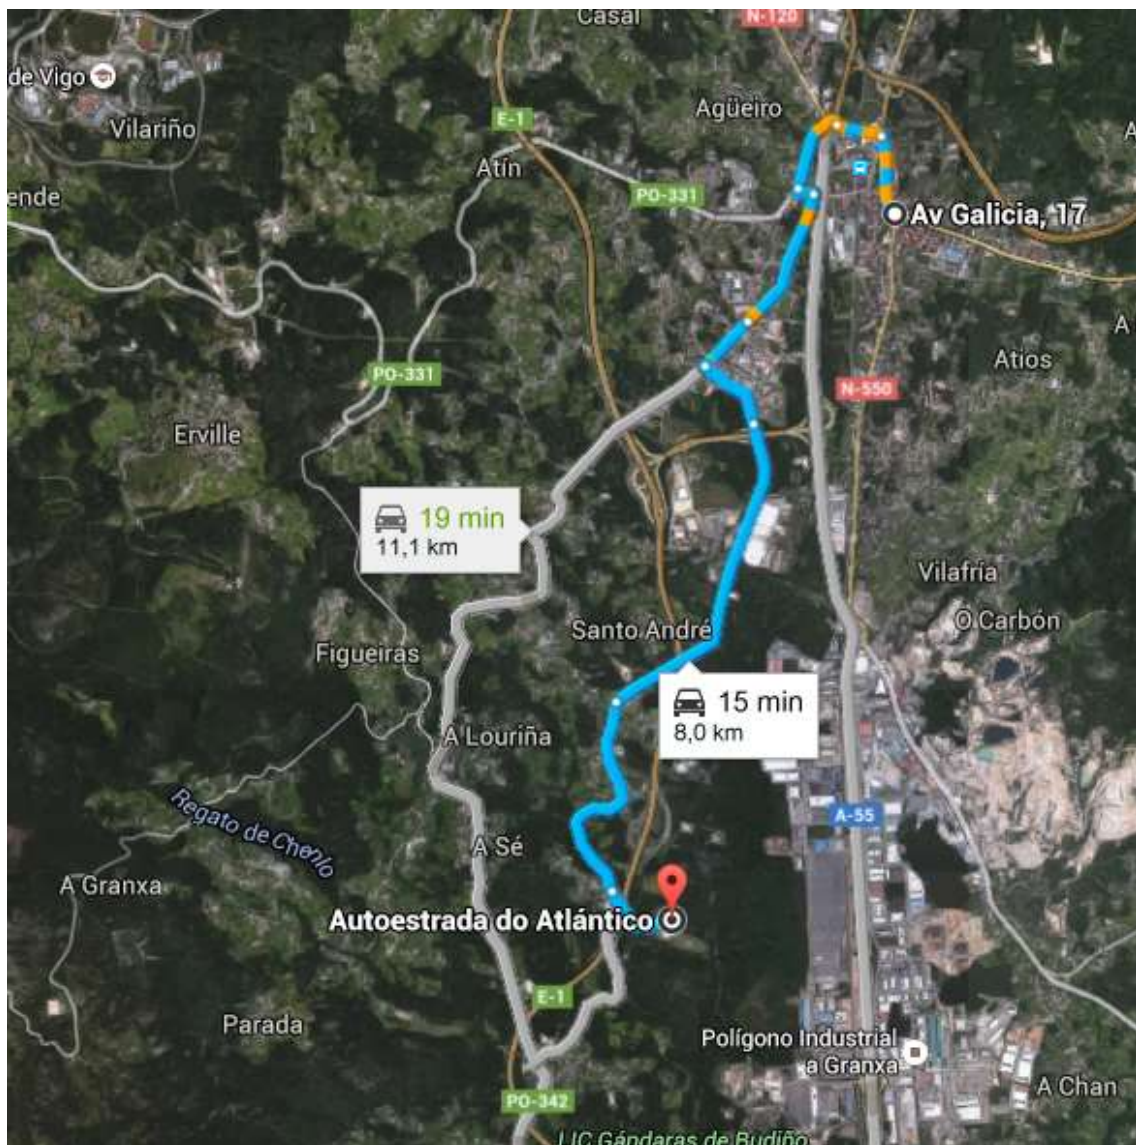 Casal
N-120
de Vigo
Vilariño
Agüeiro
E-1
Atín
ende
PO-331
Av Galicia, 17
A
A
PO-331
Atios
N-550
Erville
19 min
11,1 km
Vilafría
O Carbón
Santo André
Figueiras
15 min
8,0 km
A Louriña
Regato de Chenlo
A-55
A Sé
A Granxa
Autoestrada do Atlántico
E-1
Parada
Polígono Industrial
a Granxa
A Chan
PO-342
LIC Gándaras de Budiño